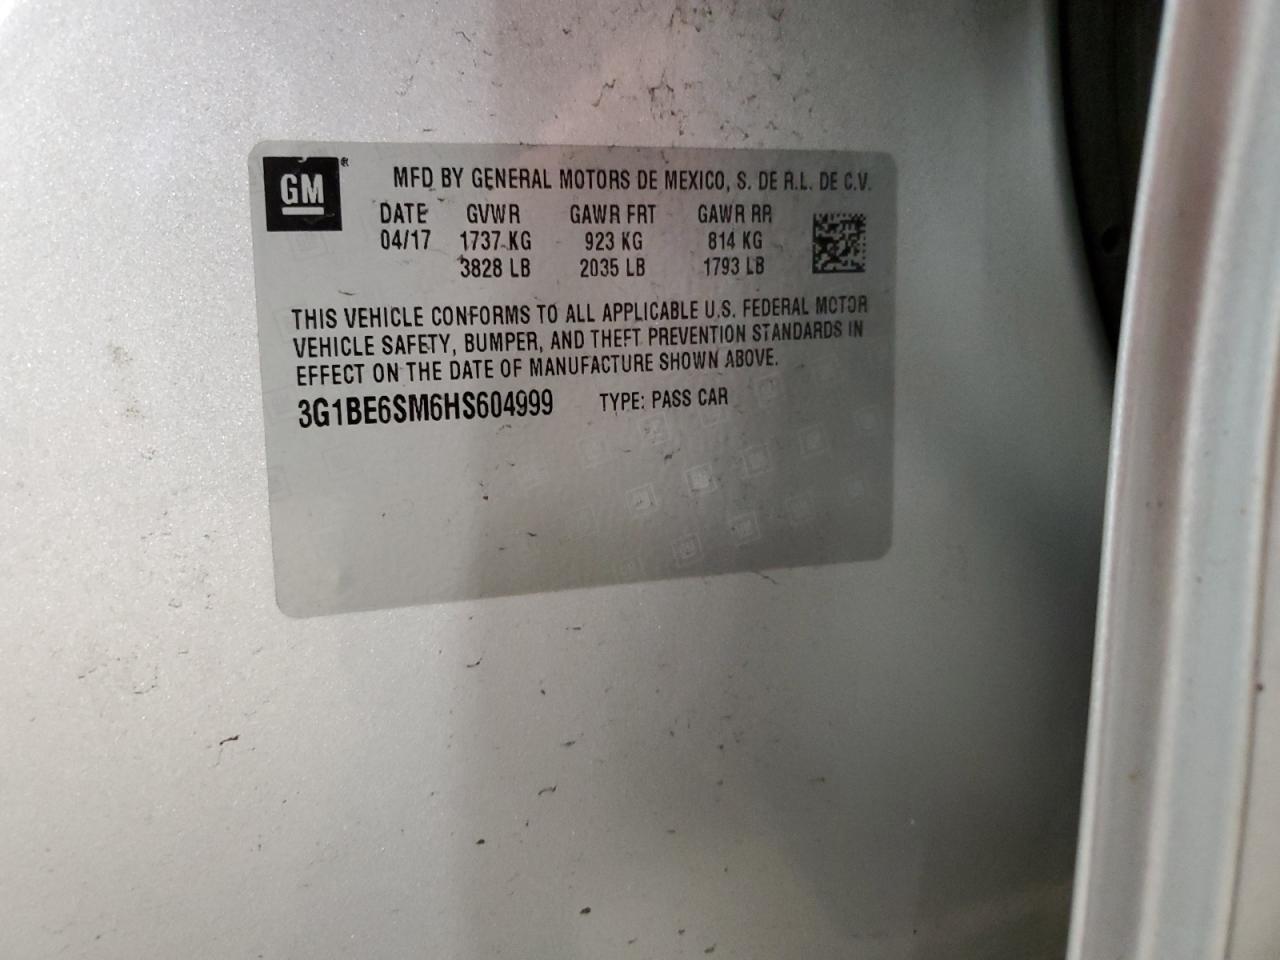 GM ®
MFD BY GENERAL MOTORS DE MEXICO, S. DE R.L. DE C.V.
DATE GVWR GAWR FRT GAWR RR
04/17 1737 KG 923 KG 814 KG
3828 LB 2035 LB 1793 LB
THIS VEHICLE CONFORMS TO ALL APPLICABLE U.S. FEDERAL MOTOR
VEHICLE SAFETY, BUMPER, AND THEFT PREVENTION STANDARDS IN
EFFECT ON THE DATE OF MANUFACTURE SHOWN ABOVE.
3G1BE6SM6HS604999 TYPE: PASS CAR